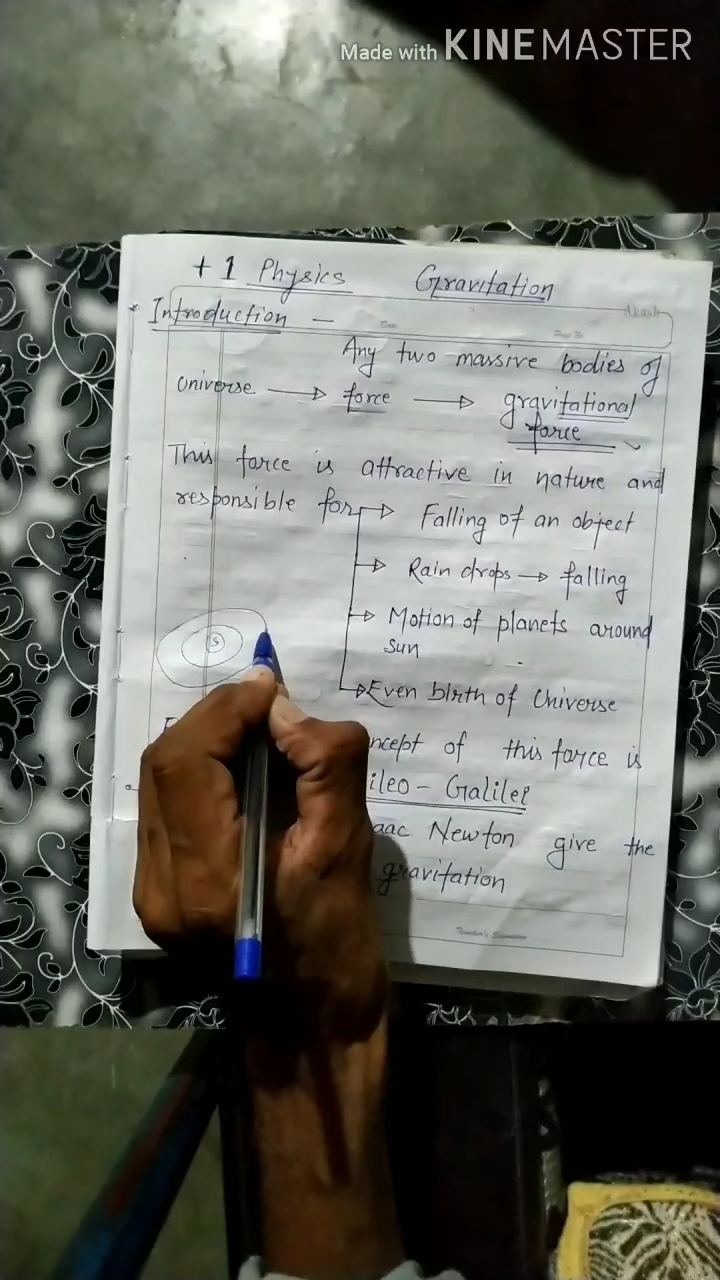 Made with KINEMASTER
+1 Physics Gravitation
* Introduction -
Any two massive bodies of
Universe → force → gravitational
force
This force is attractive in nature and
responsible for → Falling of an object
→ Rain drops → falling
→ Motion of planets around
sun
S
→ Even birth of Universe
ncept of this force is
ileo - Galilei
aac Newton give the
gravitation
Teacher's Signature